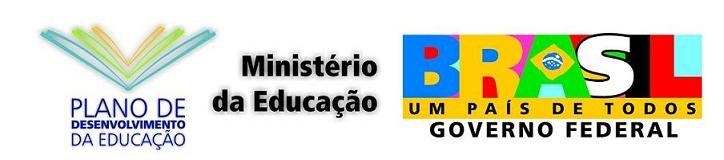 PLANO DE
DESENVOLVIMENTO
DA EDUCAÇÃO
Ministério
da Educação
BRASIL
UM PAÍS DE TODOS
GOVERNO FEDERAL